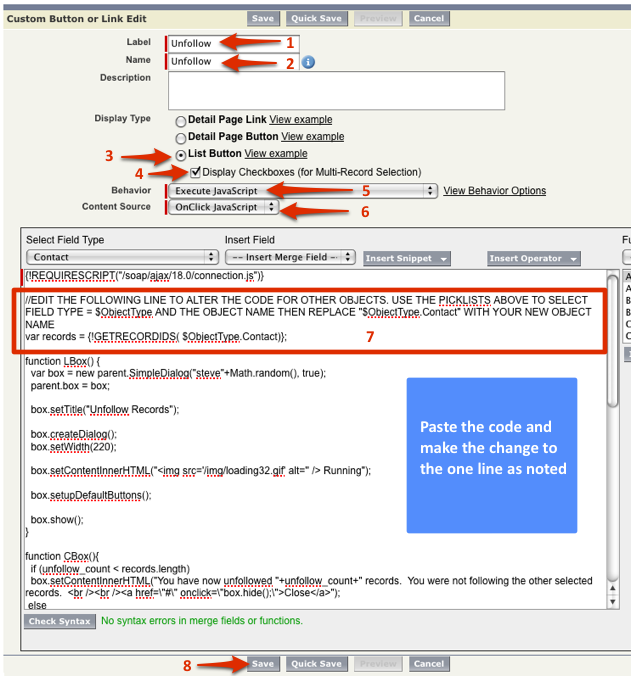 Custom Button or Link Edit Save Quick Save Preview Cancel
Label Unfollow 1
Name Unfollow 2 i
Description
Display Type Detail Page Link View example
Detail Page Button View example
3 List Button View example
4 Display Checkboxes (for Multi-Record Selection)
Behavior Execute JavaScript 5 View Behavior Options
Content Source OnClick JavaScript 6
Select Field Type Insert Field Fu
Contact -- Insert Merge Field - Insert Snippet Insert Operator
{!REQUIRESCRIPT("/soap/ajax/18.0/connection.js")}
//EDIT THE FOLLOWING LINE TO ALTER THE CODE FOR OTHER OBJECTS. USE THE PICKLISTS ABOVE TO SELECT
FIELD TYPE = $ObjectType AND THE OBJECT NAME THEN REPLACE "$ObjectType.Contact" WITH YOUR NEW OBJECT
NAME
var records = {!GETRECORDIDS( $ObjectType.Contact)}; 7
function LBox() {
var box = new parent.SimpleDialog("steve"+Math.random(), true);
parent.box = box;
box.setTitle("Unfollow Records");
box.createDialog();
box.setWidth(220);
box.setContentInnerHTML("<img src='/img/loading32.gif' alt='' /> Running");
box.setupDefaultButtons();
box.show();
}
Paste the code and
make the change to
the one line as noted
function CBox(){
if (unfollow_count < records.length)
box.setContentInnerHTML("You have now unfollowed "+unfollow_count+" records. You were not following the other selected
records. <br /><br /><a href=\"#\" onclick=\"box.hide();\">Close</a>");
else
Check Syntax No syntax errors in merge fields or functions.
8 Save Quick Save Preview Cancel